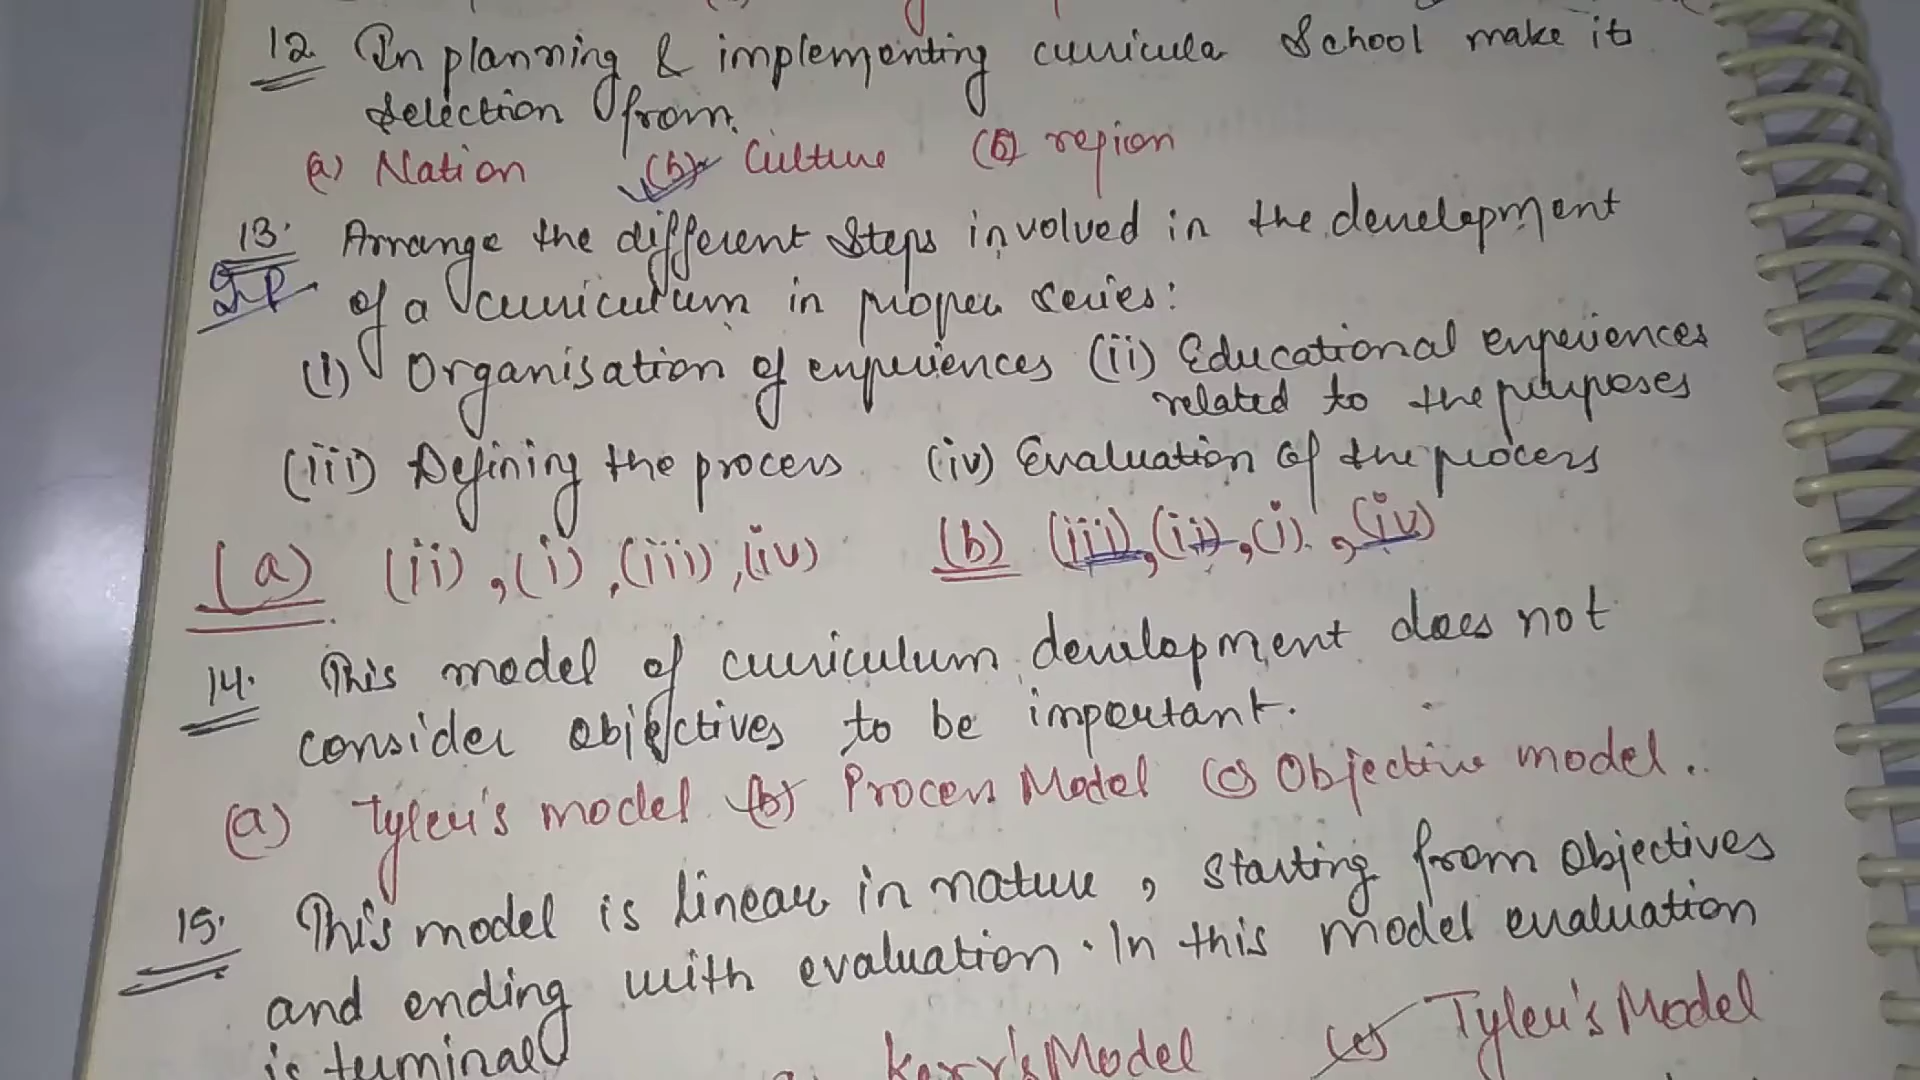 12. In planning & implementing curricula School make its
selection from.
(a) Nation (b) Culture (c) region
13. Arrange the different steps involved in the development
Imp of a curriculum in proper series:
(i) Organisation of experiences (ii) Educational experiences
related to the purposes
(iii) Defining the process (iv) Evaluation of the process
(a) (ii), (i), (iii), (iv) (b) (iii), (ii), (i), (iv)
14. This model of curriculum development does not
consider objectives to be important.
(a) Tyler's model (b) Process Model (c) Objective model.
15. This model is linear in nature, starting from objectives
and ending with evaluation. In this model evaluation
is terminal
Kerr's Model (c) Tyler's Model